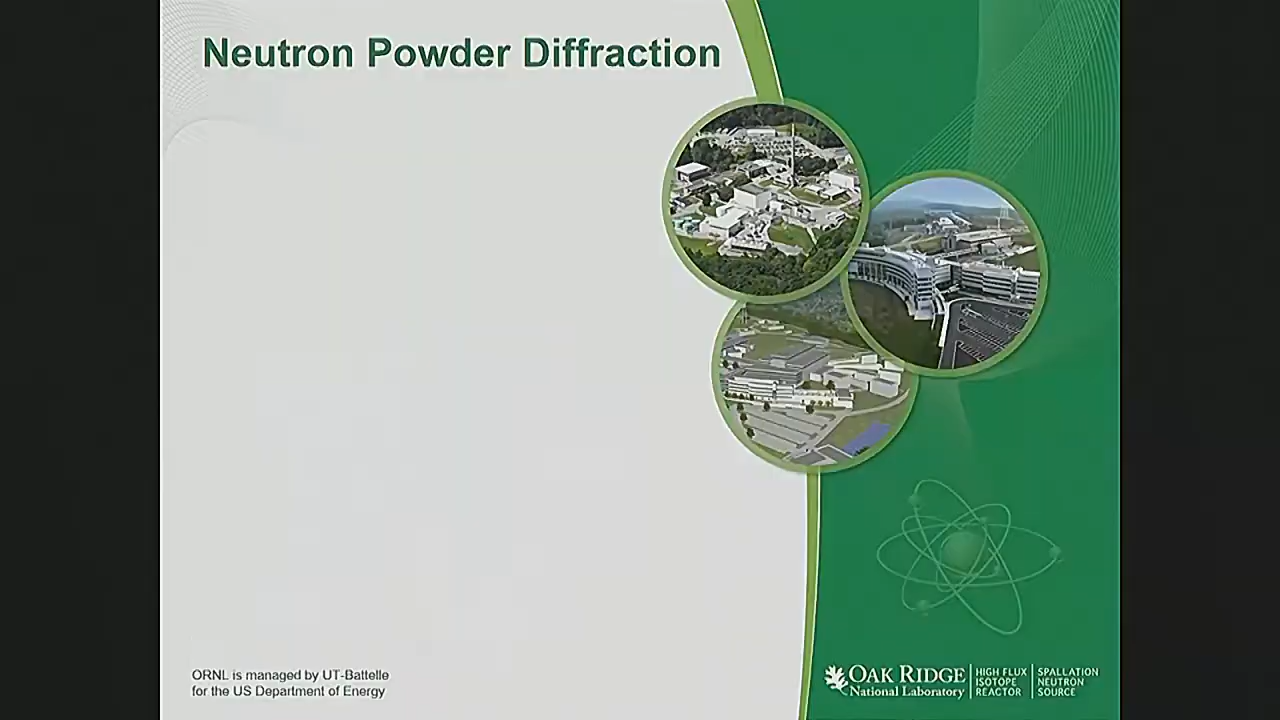 Neutron Powder Diffraction
ORNL is managed by UT-Battelle
for the US Department of Energy
OAK RIDGE
National Laboratory
HIGH FLUX
ISOTOPE
REACTOR
SPALLATION
NEUTRON
SOURCE